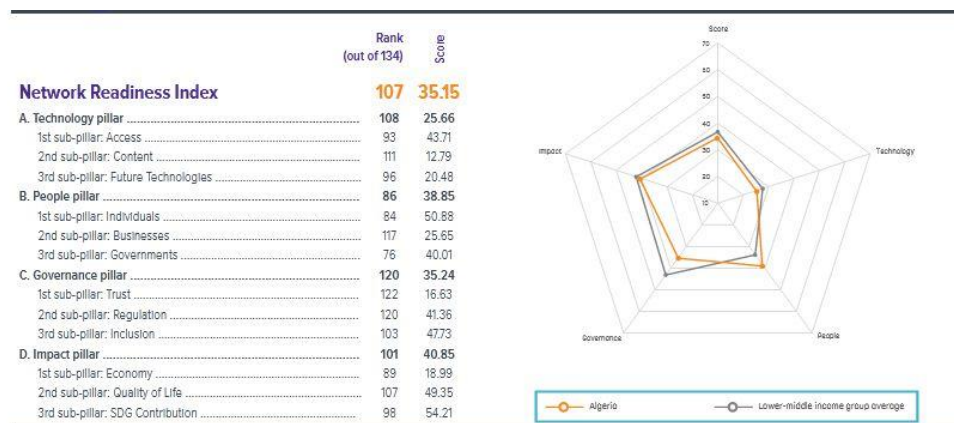 Rank
(out of 134)
Score
Network Readiness Index 107 35.15
A. Technology pillar 108 25.66
1st sub-pillar: Access 93 43.71
2nd sub-pillar: Content 111 12.79
3rd sub-pillar: Future Technologies 96 20.48
B. People pillar 86 38.85
1st sub-pillar: Individuals 84 50.88
2nd sub-pillar: Businesses 117 25.65
3rd sub-pillar: Governments 76 40.01
C. Governance pillar 120 35.24
1st sub-pillar: Trust 122 16.63
2nd sub-pillar: Regulation 120 41.36
3rd sub-pillar: Inclusion 103 47.73
D. Impact pillar 101 40.85
1st sub-pillar: Economy 89 18.99
2nd sub-pillar: Quality of Life 107 49.35
3rd sub-pillar: SDG Contribution 98 54.21
Score
70
60
50
40
30
20
10
Impact
Technology
Governance
People
Algeria
Lower-middle income group average